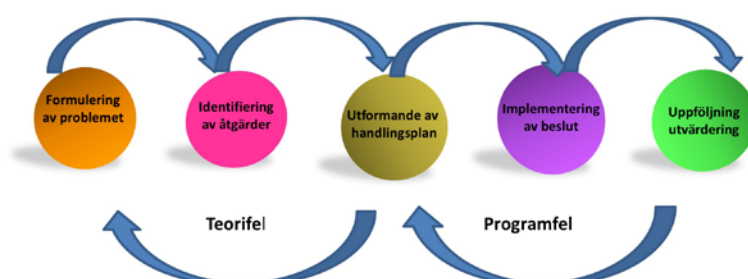 Formulering
av problemet
Identifiering
av åtgärder
Utformande av
handlingsplan
Implementering
av beslut
Uppföljning
utvärdering
Teorifel
Programfel